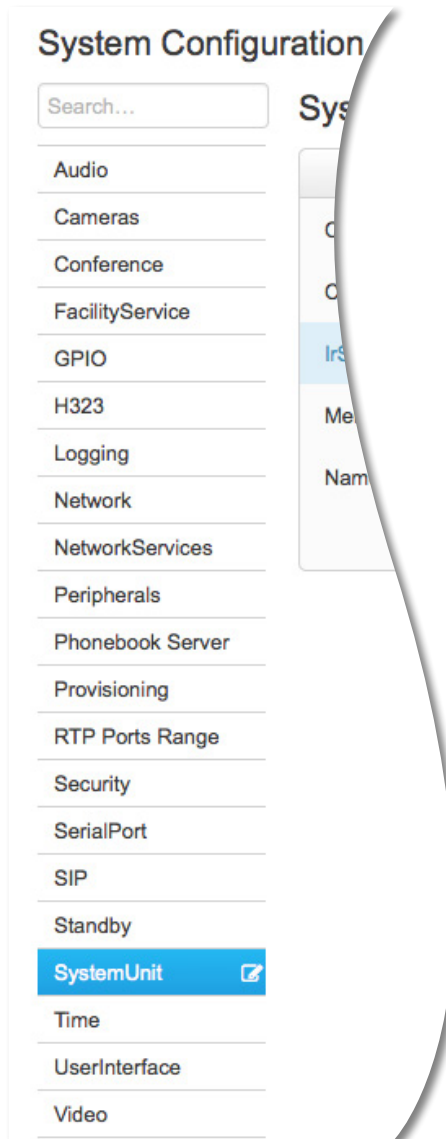 System Configuration
Search...
Audio
Cameras
Conference
FacilityService
GPIO
H323
Logging
Network
NetworkServices
Peripherals
Phonebook Server
Provisioning
RTP Ports Range
Security
SerialPort
SIP
Standby
SystemUnit
Time
UserInterface
Video